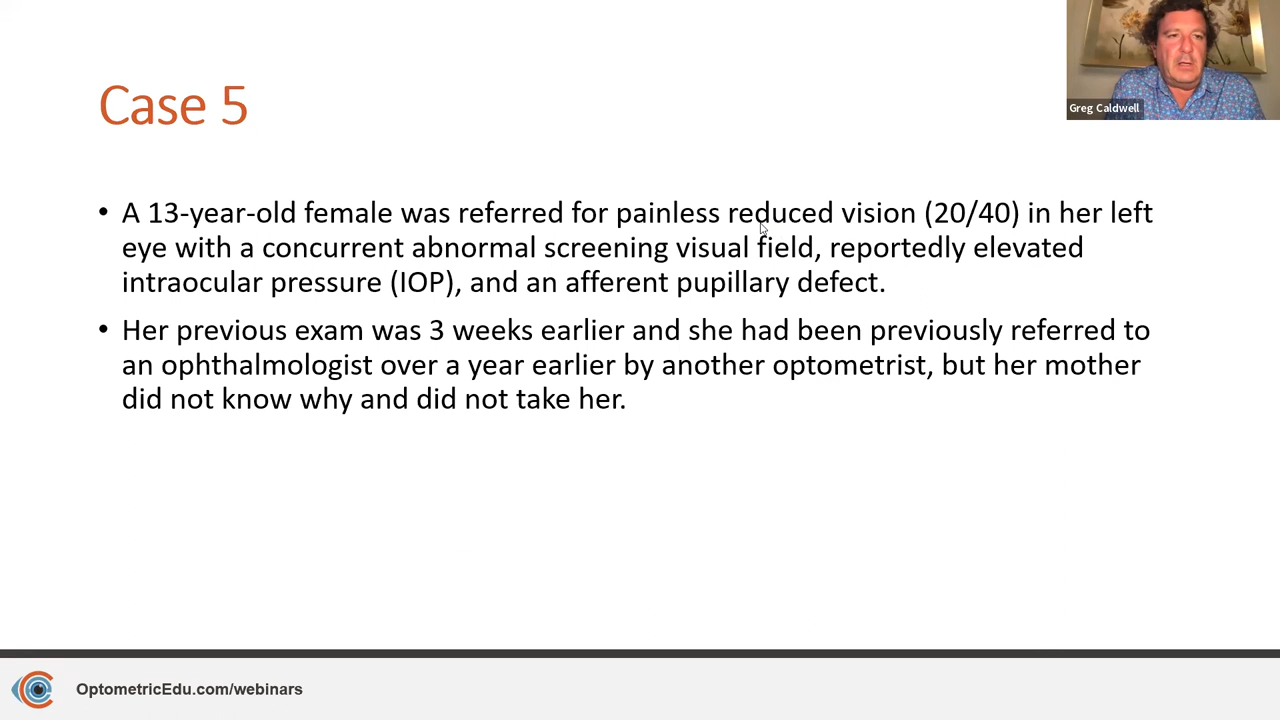 Greg Caldwell
Case 5
• A 13-year-old female was referred for painless reduced vision (20/40) in her left
eye with a concurrent abnormal screening visual field, reportedly elevated
intraocular pressure (IOP), and an afferent pupillary defect.
• Her previous exam was 3 weeks earlier and she had been previously referred to
an ophthalmologist over a year earlier by another optometrist, but her mother
did not know why and did not take her.
OptometricEdu.com/webinars